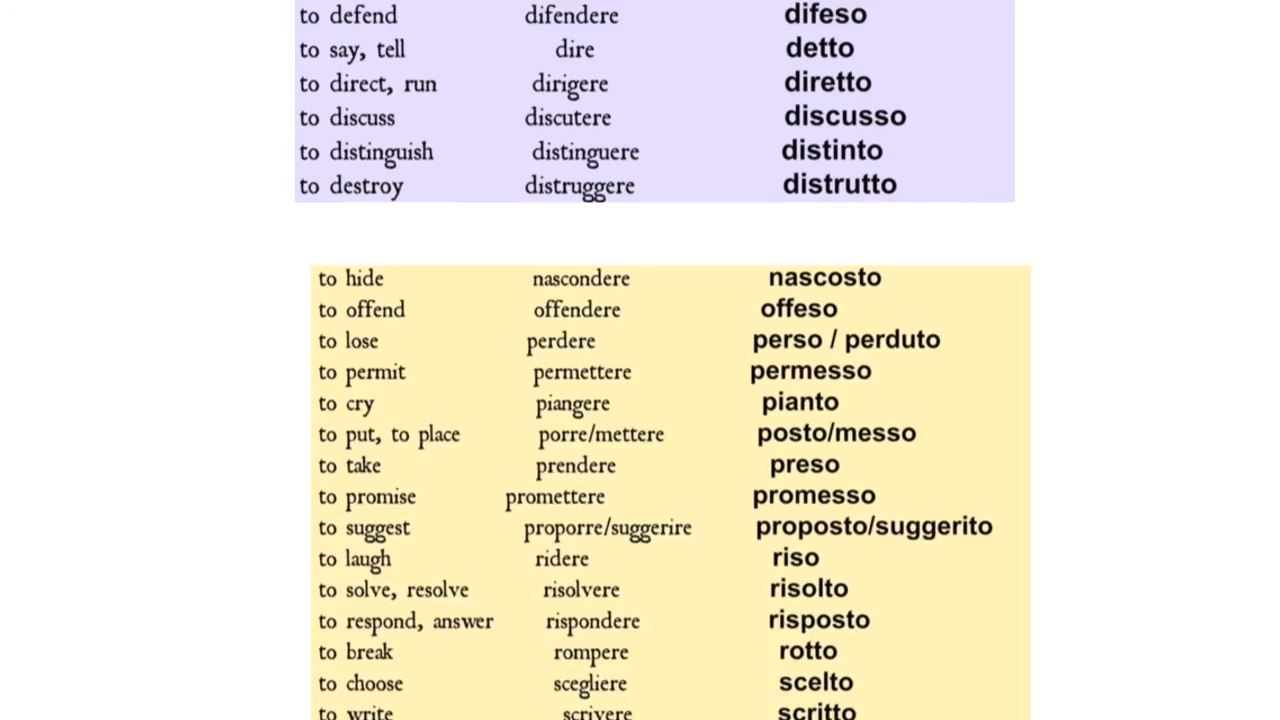 to defend difendere difeso
to say, tell dire detto
to direct, run dirigere diretto
to discuss discutere discusso
to distinguish distinguere distinto
to destroy distruggere distrutto
to hide nascondere nascosto
to offend offendere offeso
to lose perdere perso / perduto
to permit permettere permesso
to cry piangere pianto
to put, to place porre/mettere posto/messo
to take prendere preso
to promise promettere promesso
to suggest proporre/suggerire proposto/suggerito
to laugh ridere riso
to solve, resolve risolvere risolto
to respond, answer rispondere risposto
to break rompere rotto
to choose scegliere scelto
to write scrivere scritto